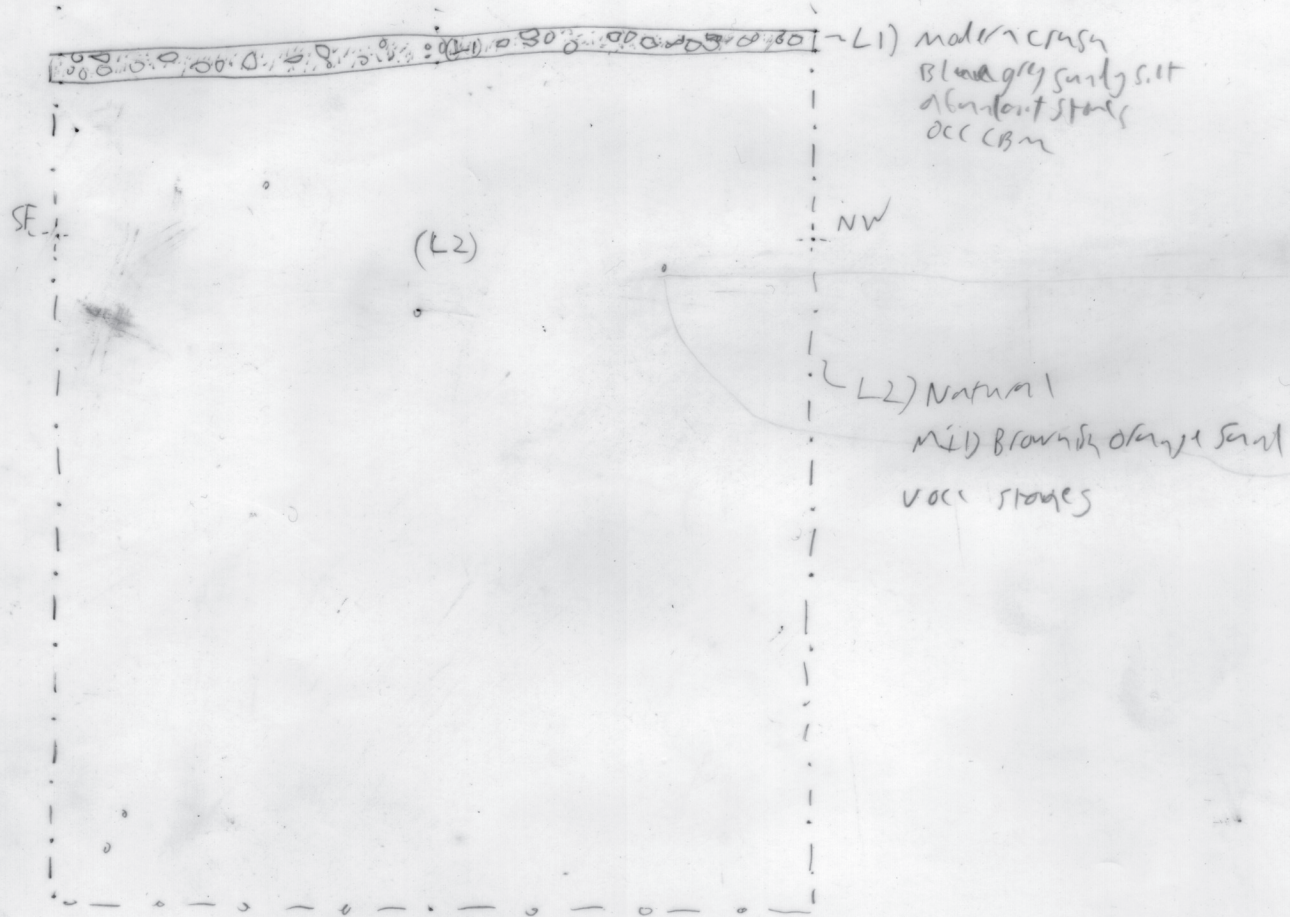 L1) Modern crush
Blue grey sandy silt
abundant stones
occ CBM
(L1)
SE
NW
(L2)
L2) Natural
MID Brownish orange sand
v occ stones